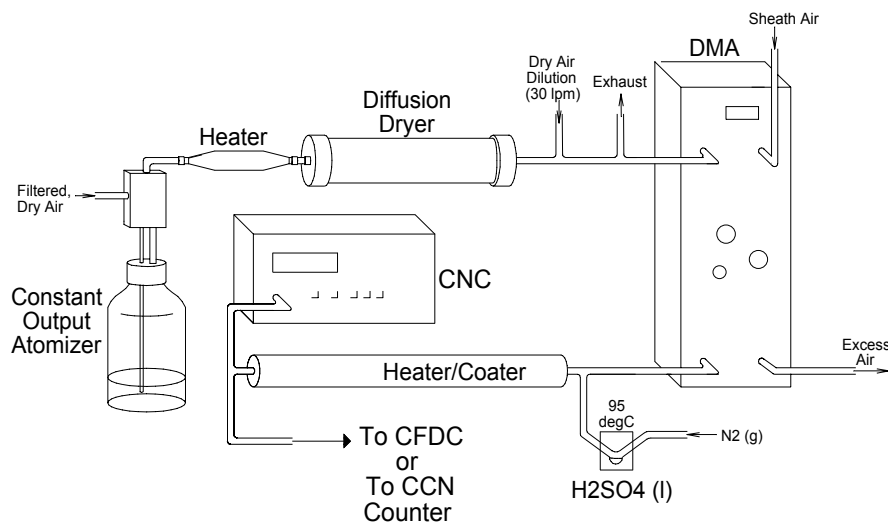 Sheath Air
DMA
Dry Air
Dilution
(30 lpm)
Exhaust
Diffusion
Dryer
Heater
Filtered,
Dry Air
CNC
Constant
Output
Atomizer
Heater/Coater
Excess
Air
95
degC
N2 (g)
H2SO4 (l)
To CFDC
or
To CCN
Counter